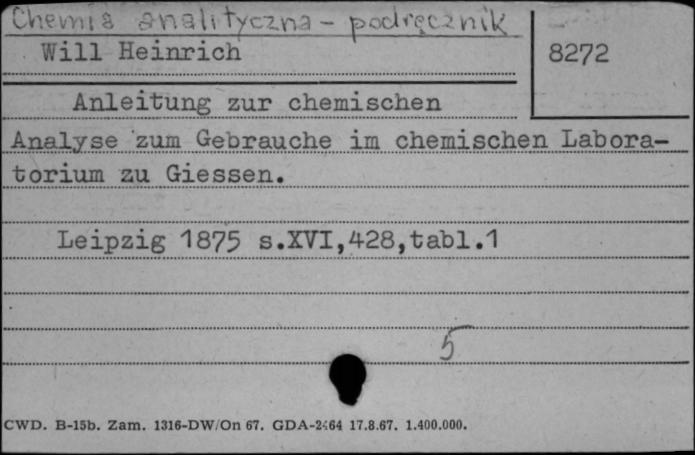 Chemia analityczna - podręcznik
Will Heinrich
8272
Anleitung zur chemischen
Analyse zum Gebrauche im chemischen Labora-
torium zu Giessen.
Leipzig 1875 s.XVI,428,tabl.1
5
CWD. B-15b. Zam. 1316-DW/On 67. GDA-2464 17.8.67. 1.400.000.